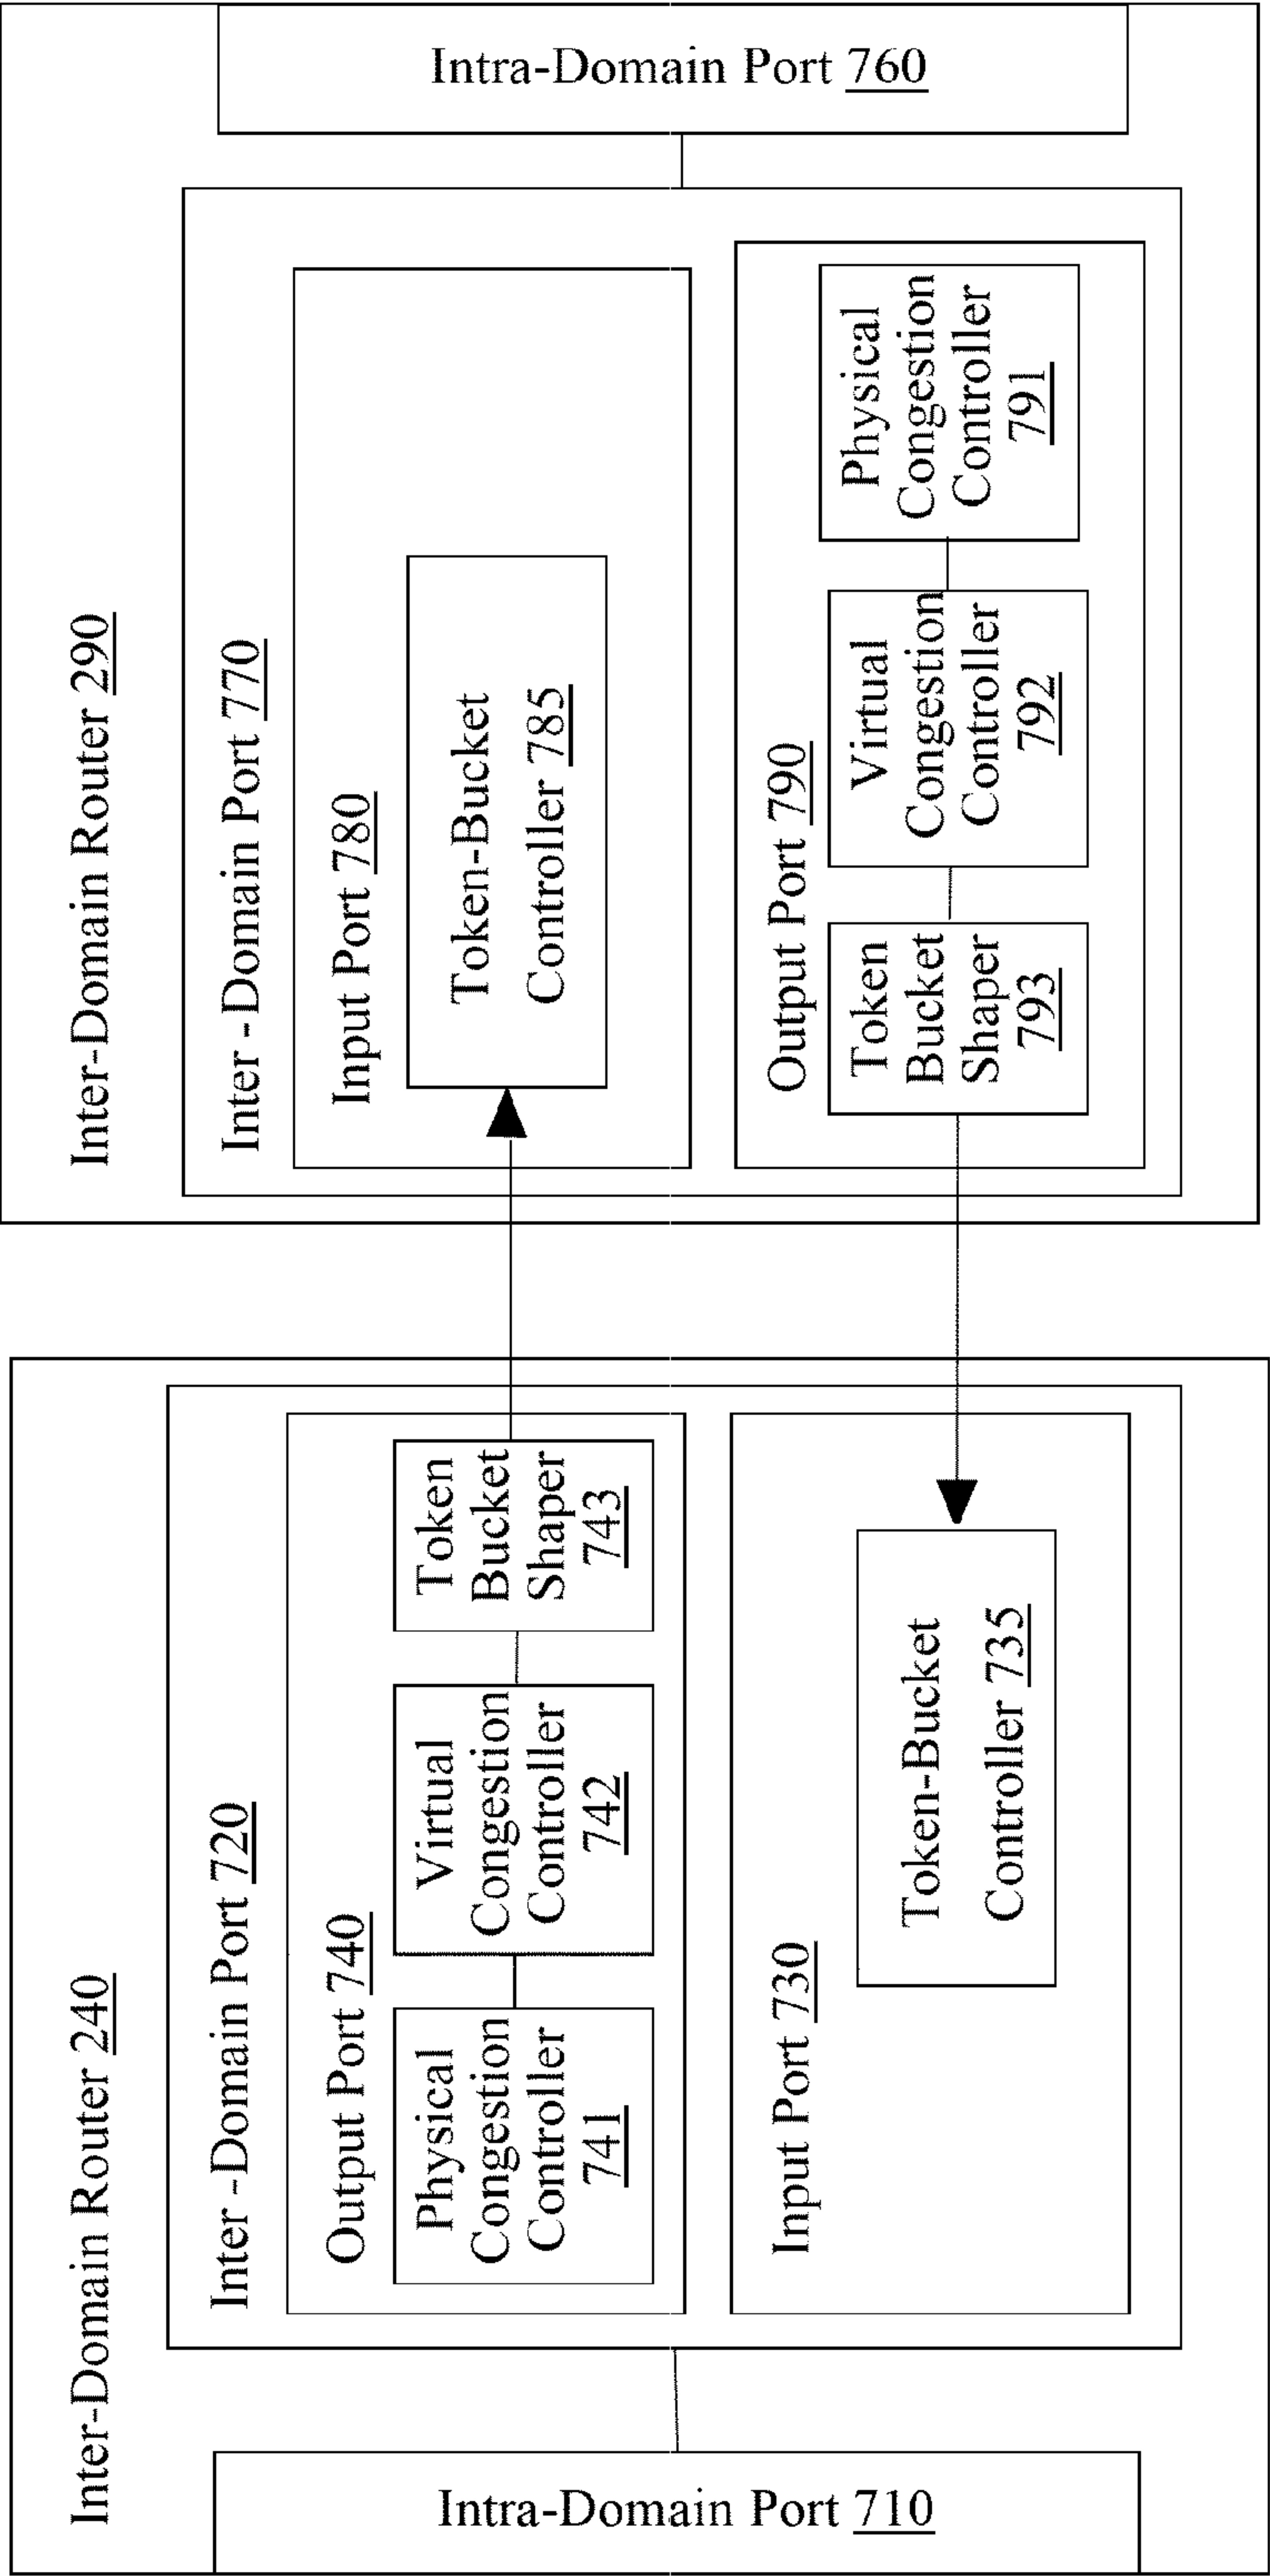 Inter-Domain Router 240
Intra-Domain Port 710
Inter -Domain Port 720
Output Port 740
Physical
Congestion
Controller
741
Virtual
Congestion
Controller
742
Token
Bucket
Shaper
743
Input Port 730
Token-Bucket
Controller 735
Inter-Domain Router 290
Inter -Domain Port 770
Input Port 780
Token-Bucket
Controller 785
Output Port 790
Token
Bucket
Shaper
793
Virtual
Congestion
Controller
792
Physical
Congestion
Controller
791
Intra-Domain Port 760